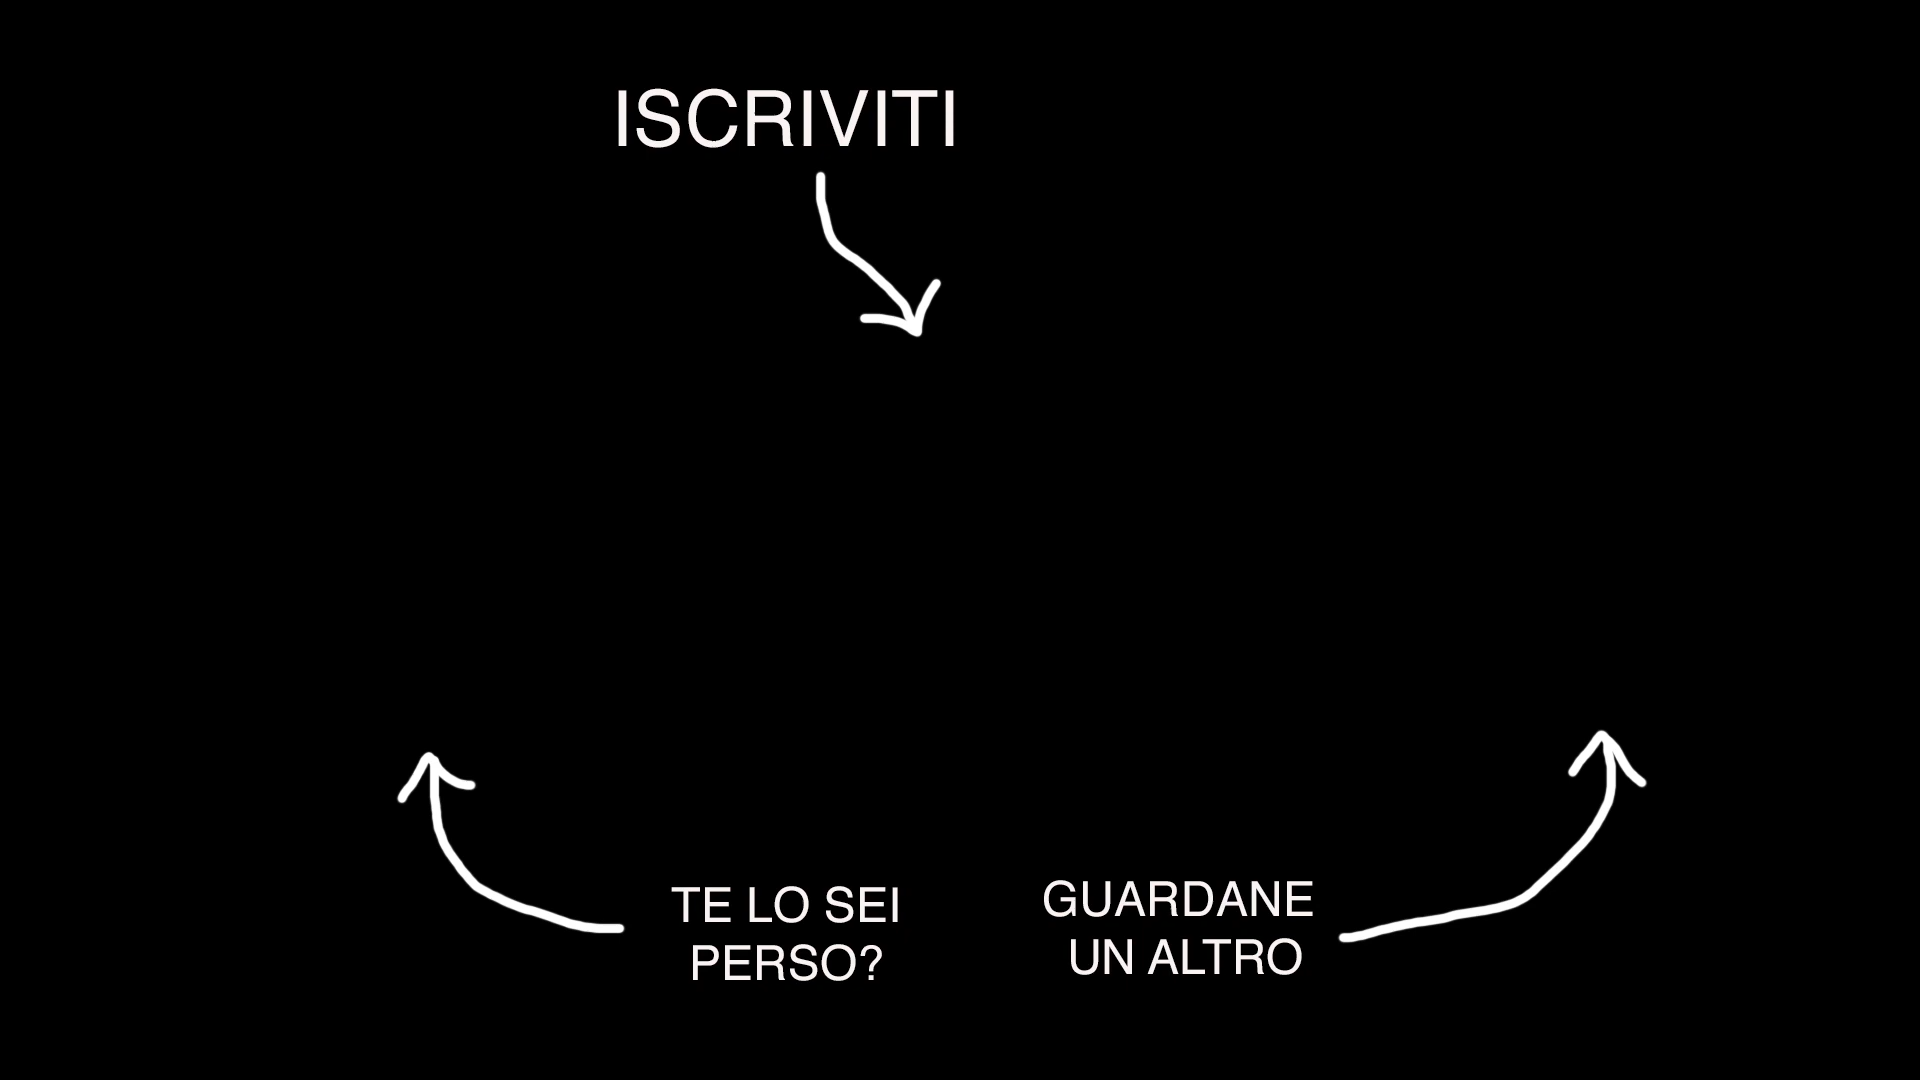 ISCRIVITI
TE LO SEI
PERSO?
GUARDANE
UN ALTRO